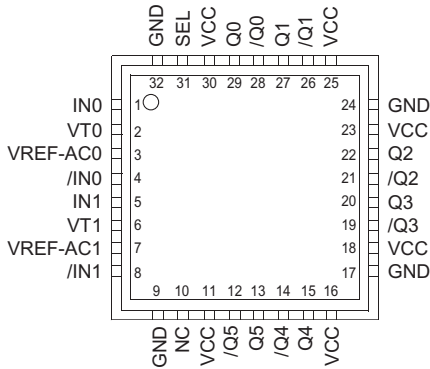 GND SEL VCC Q0 /Q0 Q1 /Q1 VCC
32 31 30 29 28 27 26 25
IN0 1 24 GND
VT0 2 23 VCC
VREF-AC0 3 22 Q2
/IN0 4 21 /Q2
IN1 5 20 Q3
VT1 6 19 /Q3
VREF-AC1 7 18 VCC
/IN1 8 17 GND
9 10 11 12 13 14 15 16
GND NC VCC /Q5 Q5 /Q4 Q4 VCC